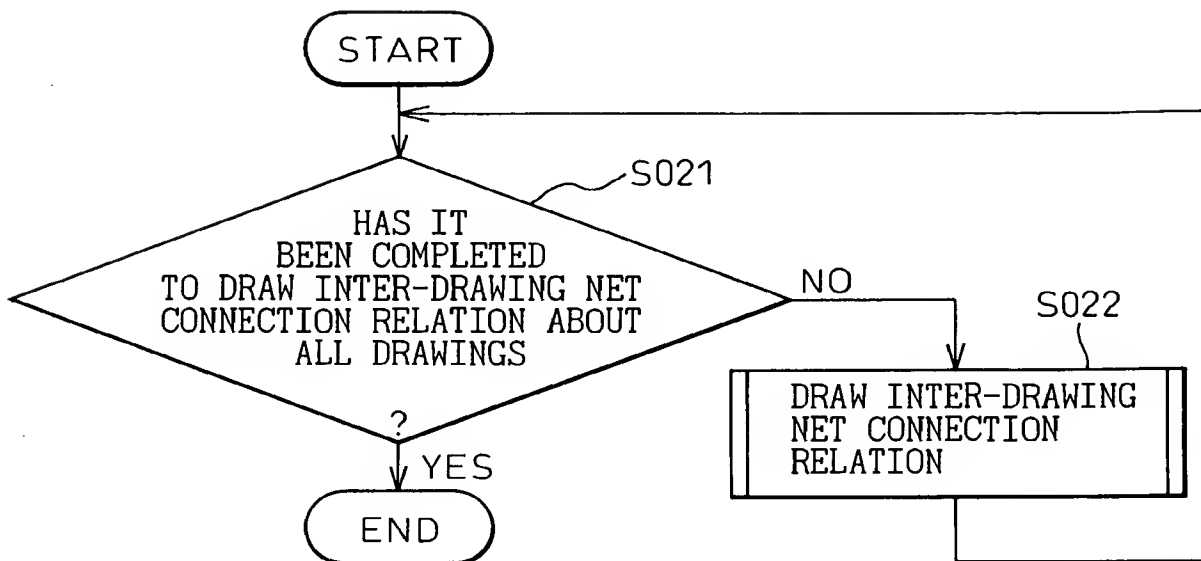 START
S021
HAS IT
BEEN COMPLETED
TO DRAW INTER-DRAWING NET
CONNECTION RELATION ABOUT
ALL DRAWINGS
?
NO
S022
DRAW INTER-DRAWING
NET CONNECTION
RELATION
YES
END